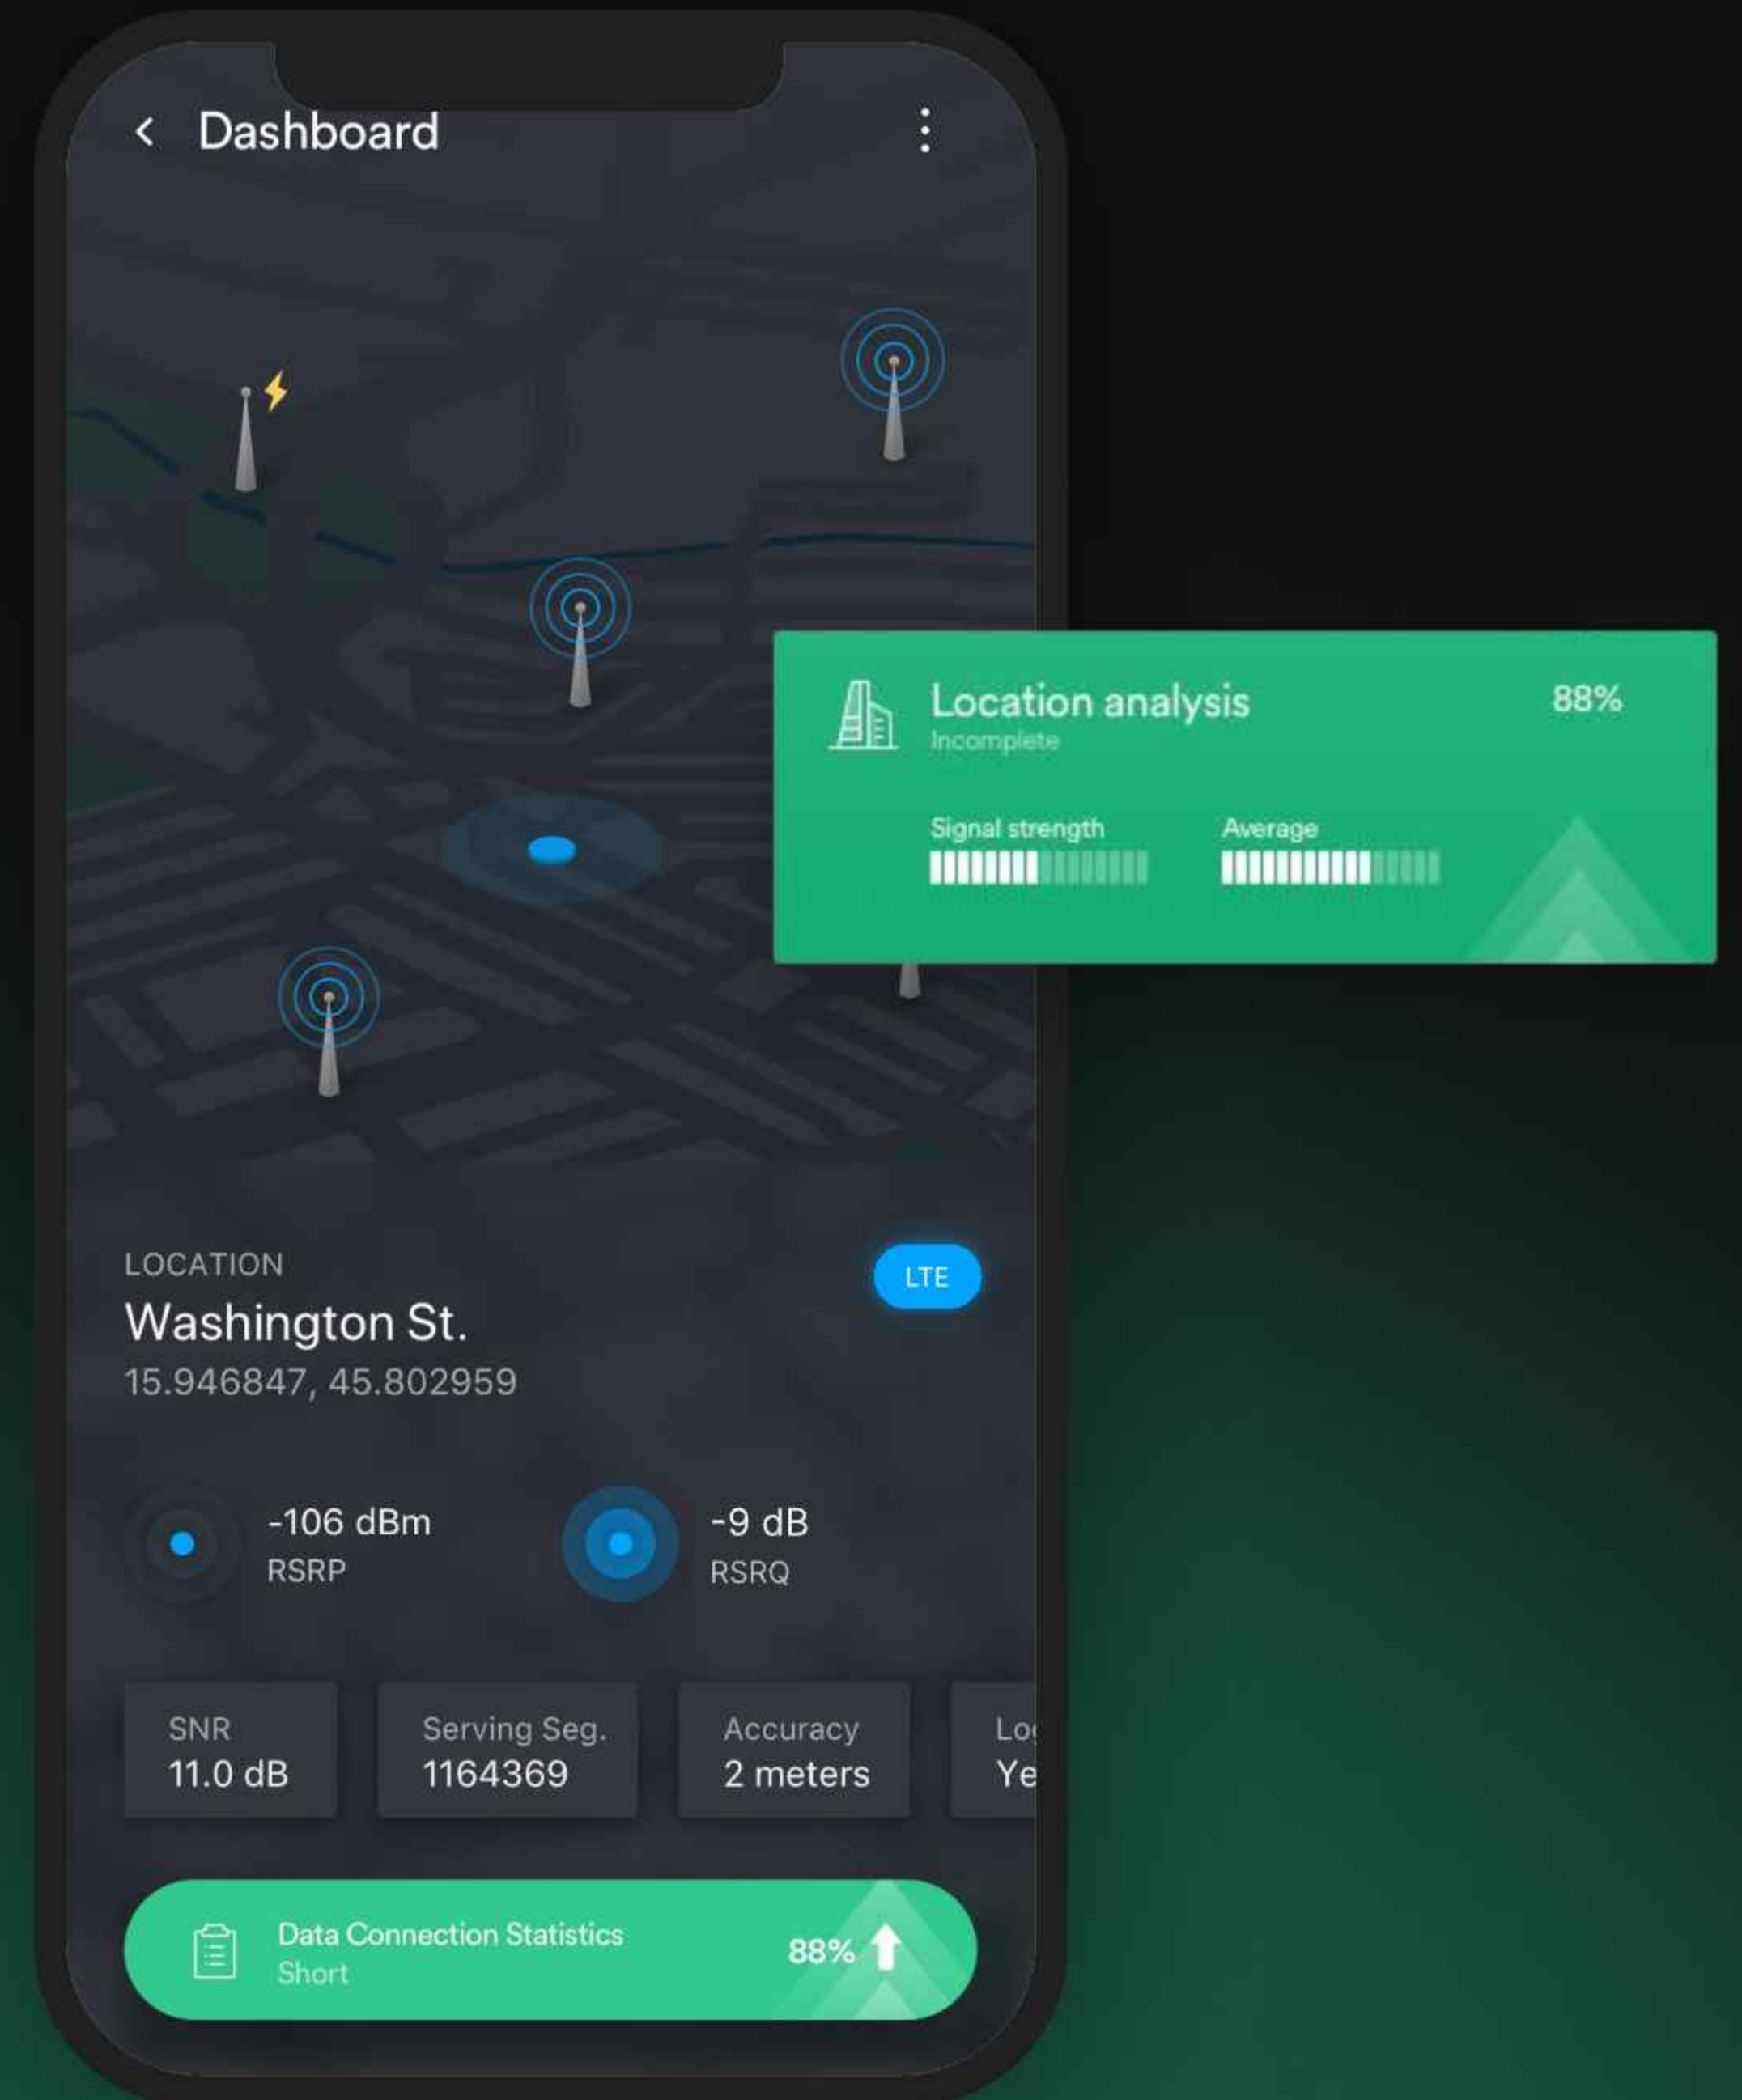 Dashboard
Location analysis
88%
Incomplete
Signal strength
Average
LOCATION
LTE
Washington St.
15.946847, 45.802959
-106 dBm
RSRP
-9 dB
RSRQ
SNR
11.0 dB
Serving Seg.
1164369
Accuracy
2 meters
Ye
Data Connection Statistics
Short
88%